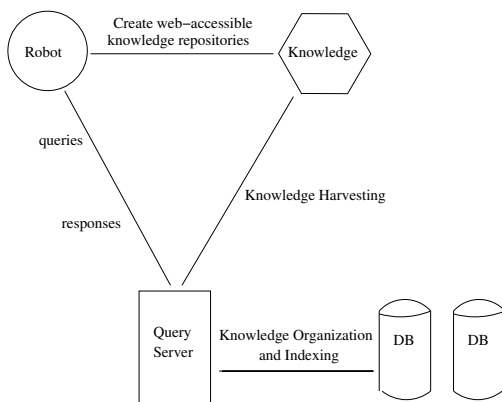 Create web-accessible
knowledge repositories
Robot
Knowledge
queries
Knowledge Harvesting
responses
Query
Server
Knowledge Organization
and Indexing
DB
DB